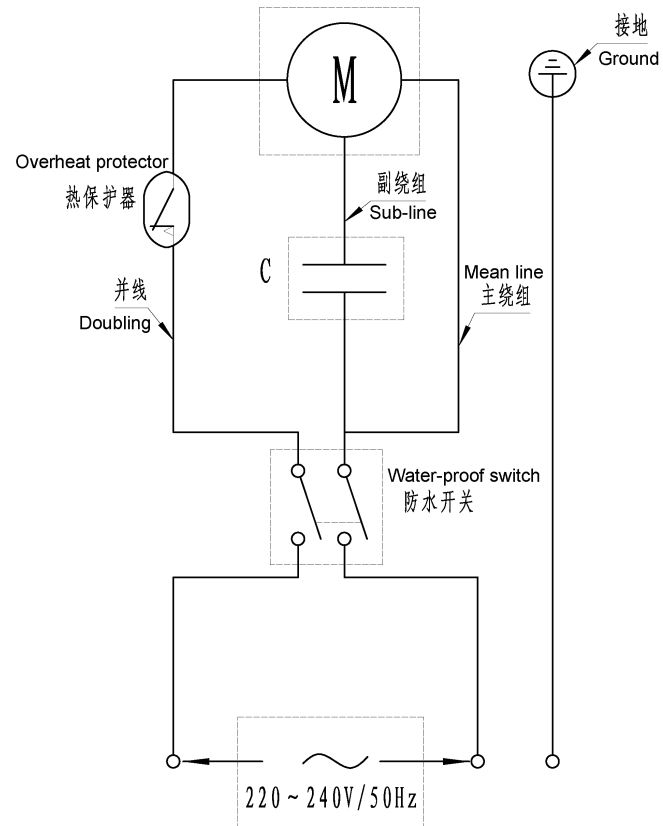 接地
Ground
M
Overheat protector
热保护器
副绕组
Sub-line
C
Mean line
主绕组
并线
Doubling
Water-proof switch
防水开关
220~240V/50Hz